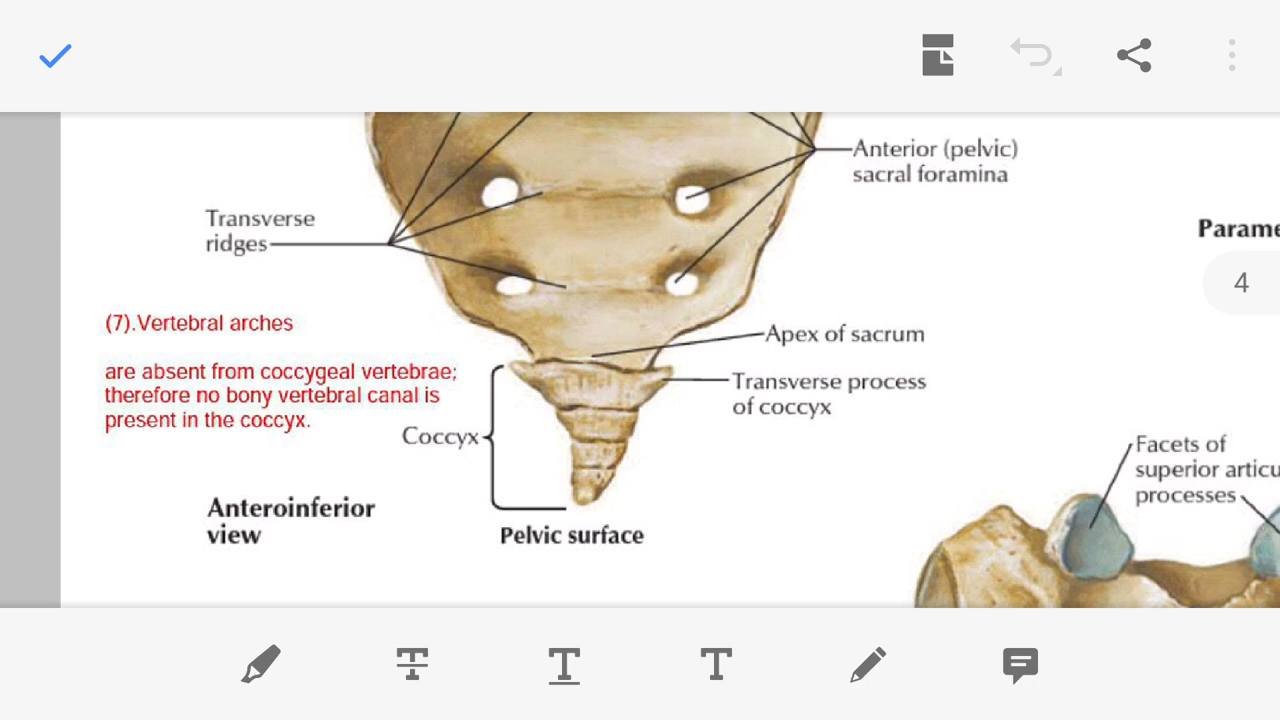 Anterior (pelvic)
sacral foramina
Transverse
ridges
Parame
4
(7).Vertebral arches
are absent from coccygeal vertebrae;
therefore no bony vertebral canal is
present in the coccyx.
Apex of sacrum
Transverse process
of coccyx
Coccyx
Facets of
superior articu
processes
Anteroinferior
view
Pelvic surface